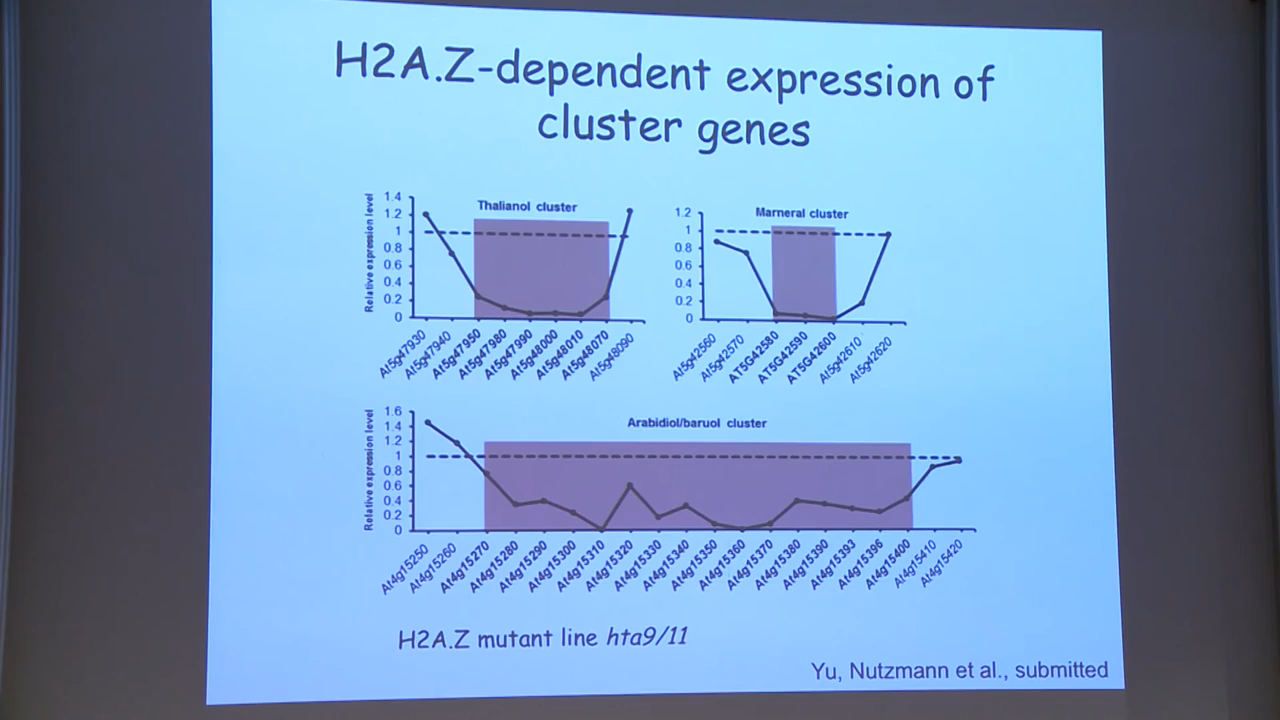 H2A.Z-dependent expression of
cluster genes
Thalianol cluster
Relative expression level
1.4
1.2
1
0.8
0.6
0.4
0.2
0
At5g47930
At5g47940
At5g47950
At5g47980
At5g47990
At5g48000
At5g48010
At5g48070
At5g48090
Marneral cluster
1.2
1
0.8
0.6
0.4
0.2
0
At5g42560
At5g42570
AT5G42580
AT5G42590
AT5G42600
At5g42610
At5g42620
Arabidiol/baruol cluster
Relative expression level
1.6
1.4
1.2
1
0.8
0.6
0.4
0.2
0
At4g15250
At4g15260
At4g15270
At4g15280
At4g15290
At4g15300
At4g15310
At4g15320
At4g15330
At4g15340
At4g15350
At4g15360
At4g15370
At4g15380
At4g15390
At4g15393
At4g15396
At4g15400
At4g15410
At4g15420
H2A.Z mutant line hta9/11
Yu, Nutzmann et al., submitted